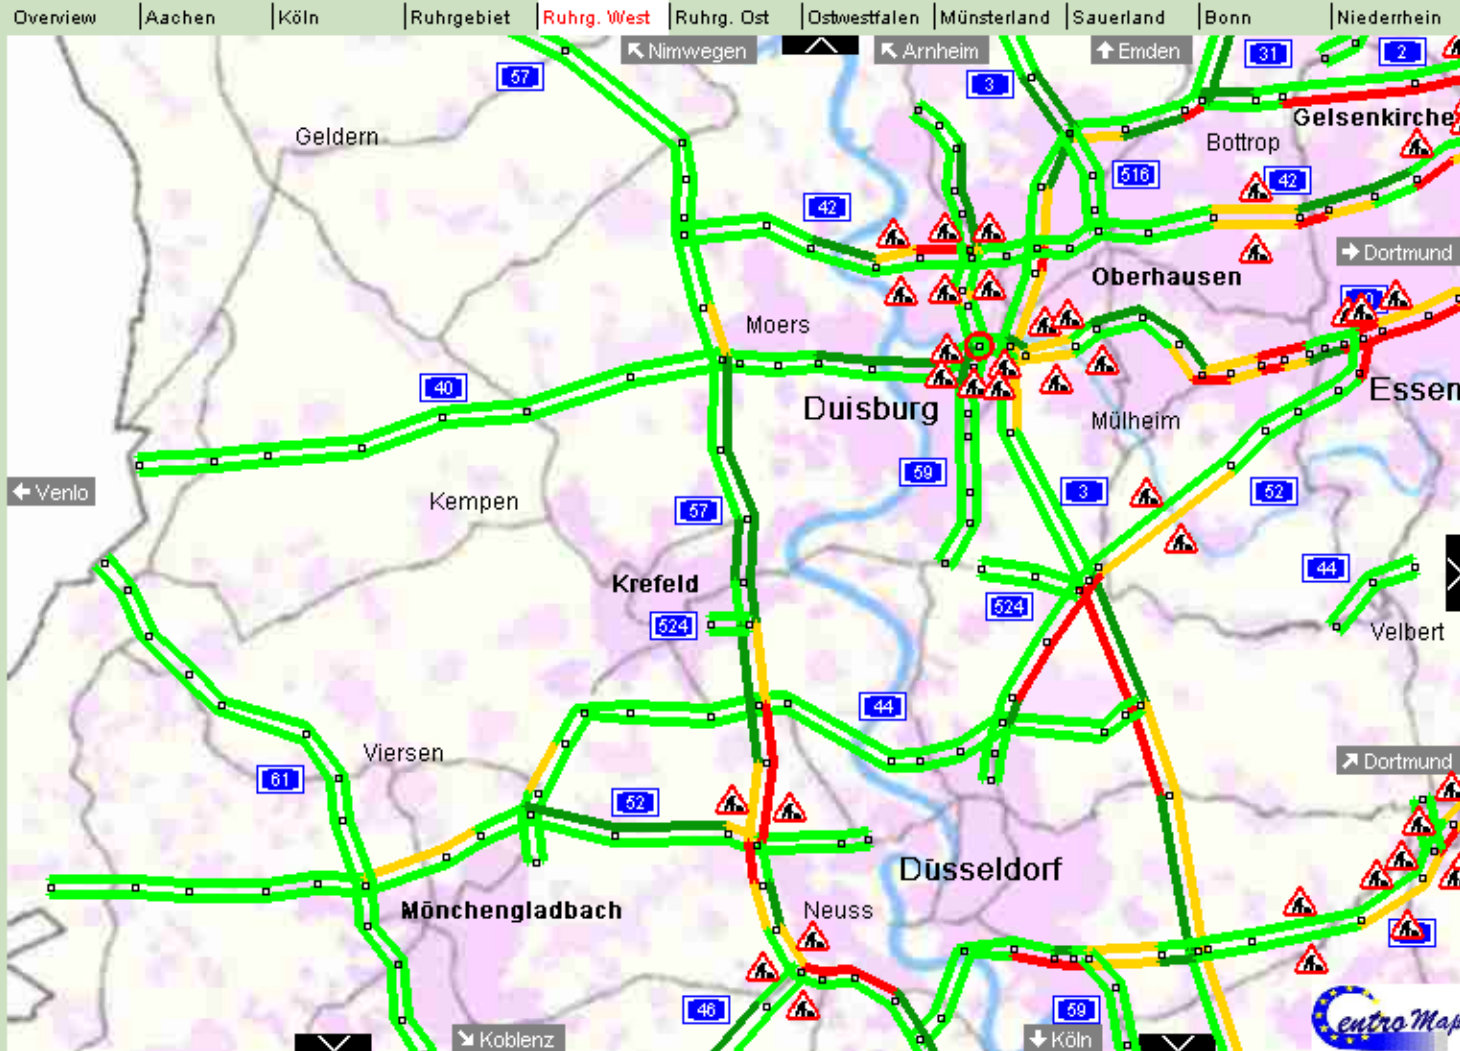 Overview Aachen Köln Ruhrgebiet Ruhrg. West Ruhrg. Ost Ostwestfalen Münsterland Sauerland Bonn Niederrhein
Nimwegen
Arnheim
Emden
31
2
57
3
Gelsenkirche
Geldern
Bottrop
516
42
42
Dortmund
Oberhausen
Moers
40
Essen
Duisburg
Mülheim
59
3
52
Venlo
Kempen
57
44
Krefeld
524
524
Velbert
44
Viersen
Dortmund
61
52
Düsseldorf
Mönchengladbach
Neuss
46
59
Koblenz
Köln
Centro Map